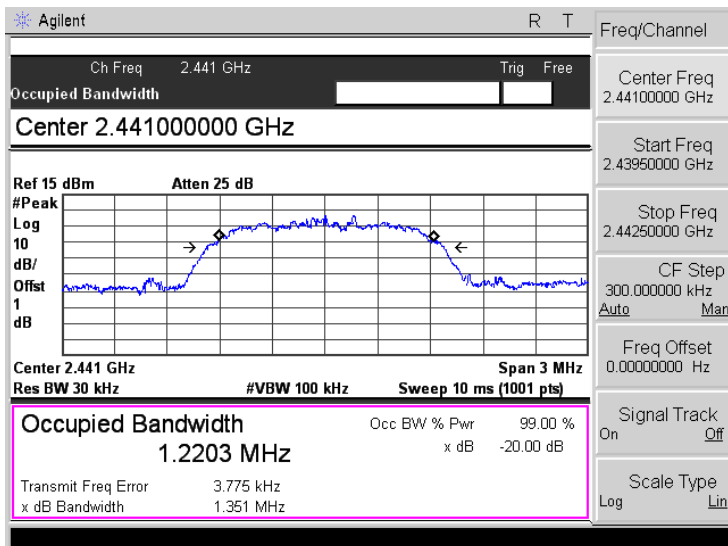 Agilent
R T
Ch Freq 2.441 GHz Trig Free
Occupied Bandwidth
Center 2.441000000 GHz
Ref 15 dBm Atten 25 dB
#Peak
Log
10
dB/
Offst
1
dB
Center 2.441 GHz Span 3 MHz
Res BW 30 kHz #VBW 100 kHz Sweep 10 ms (1001 pts)
Occupied Bandwidth
1.2203 MHz
Occ BW % Pwr 99.00 %
x dB -20.00 dB
Transmit Freq Error 3.775 kHz
x dB Bandwidth 1.351 MHz
Freq/Channel
Center Freq
2.44100000 GHz
Start Freq
2.43950000 GHz
Stop Freq
2.44250000 GHz
CF Step
300.000000 kHz
Auto Man
Freq Offset
0.00000000 Hz
Signal Track
On Off
Scale Type
Log Lin